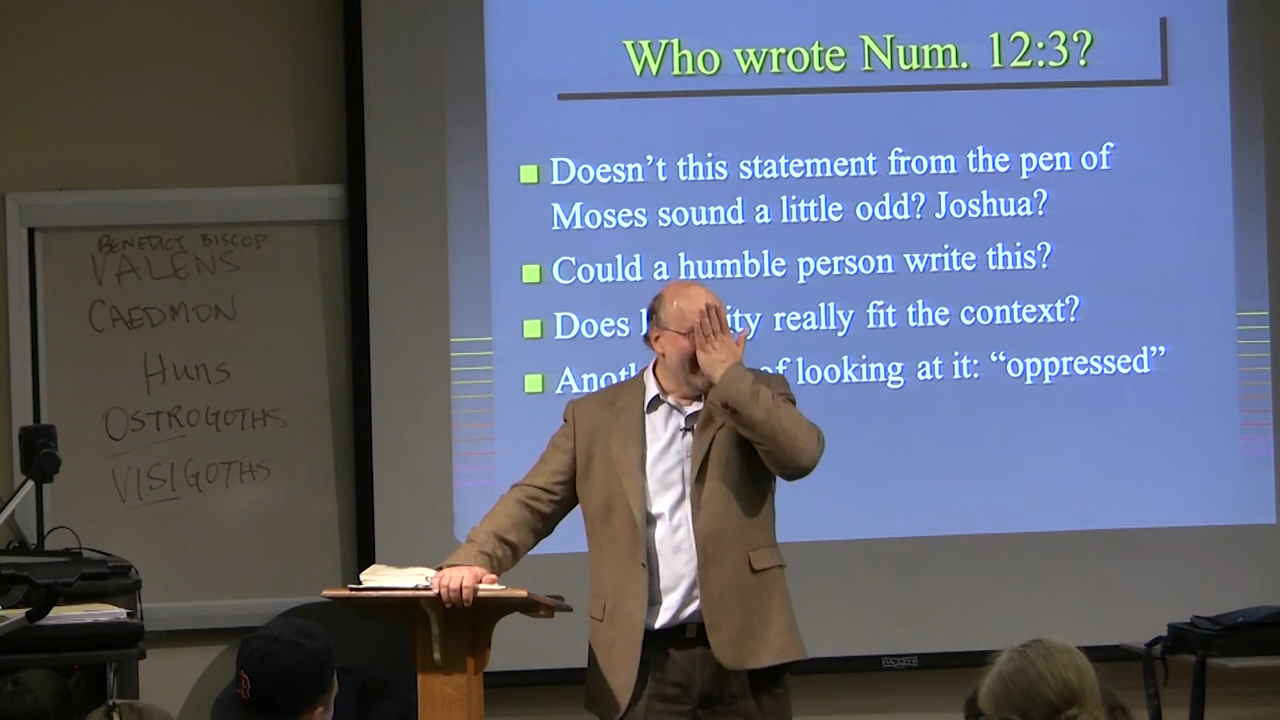 Who wrote Num. 12:3?
Doesn’t this statement from the pen of
Moses sound a little odd? Joshua?
Could a humble person write this?
Does ity really fit the context?
Anoth of looking at it: “oppressed”
BENEDICT BISCOP
VALENS
CAEDMON
Huns
OSTROGOTHS
VISIGOTHS
B